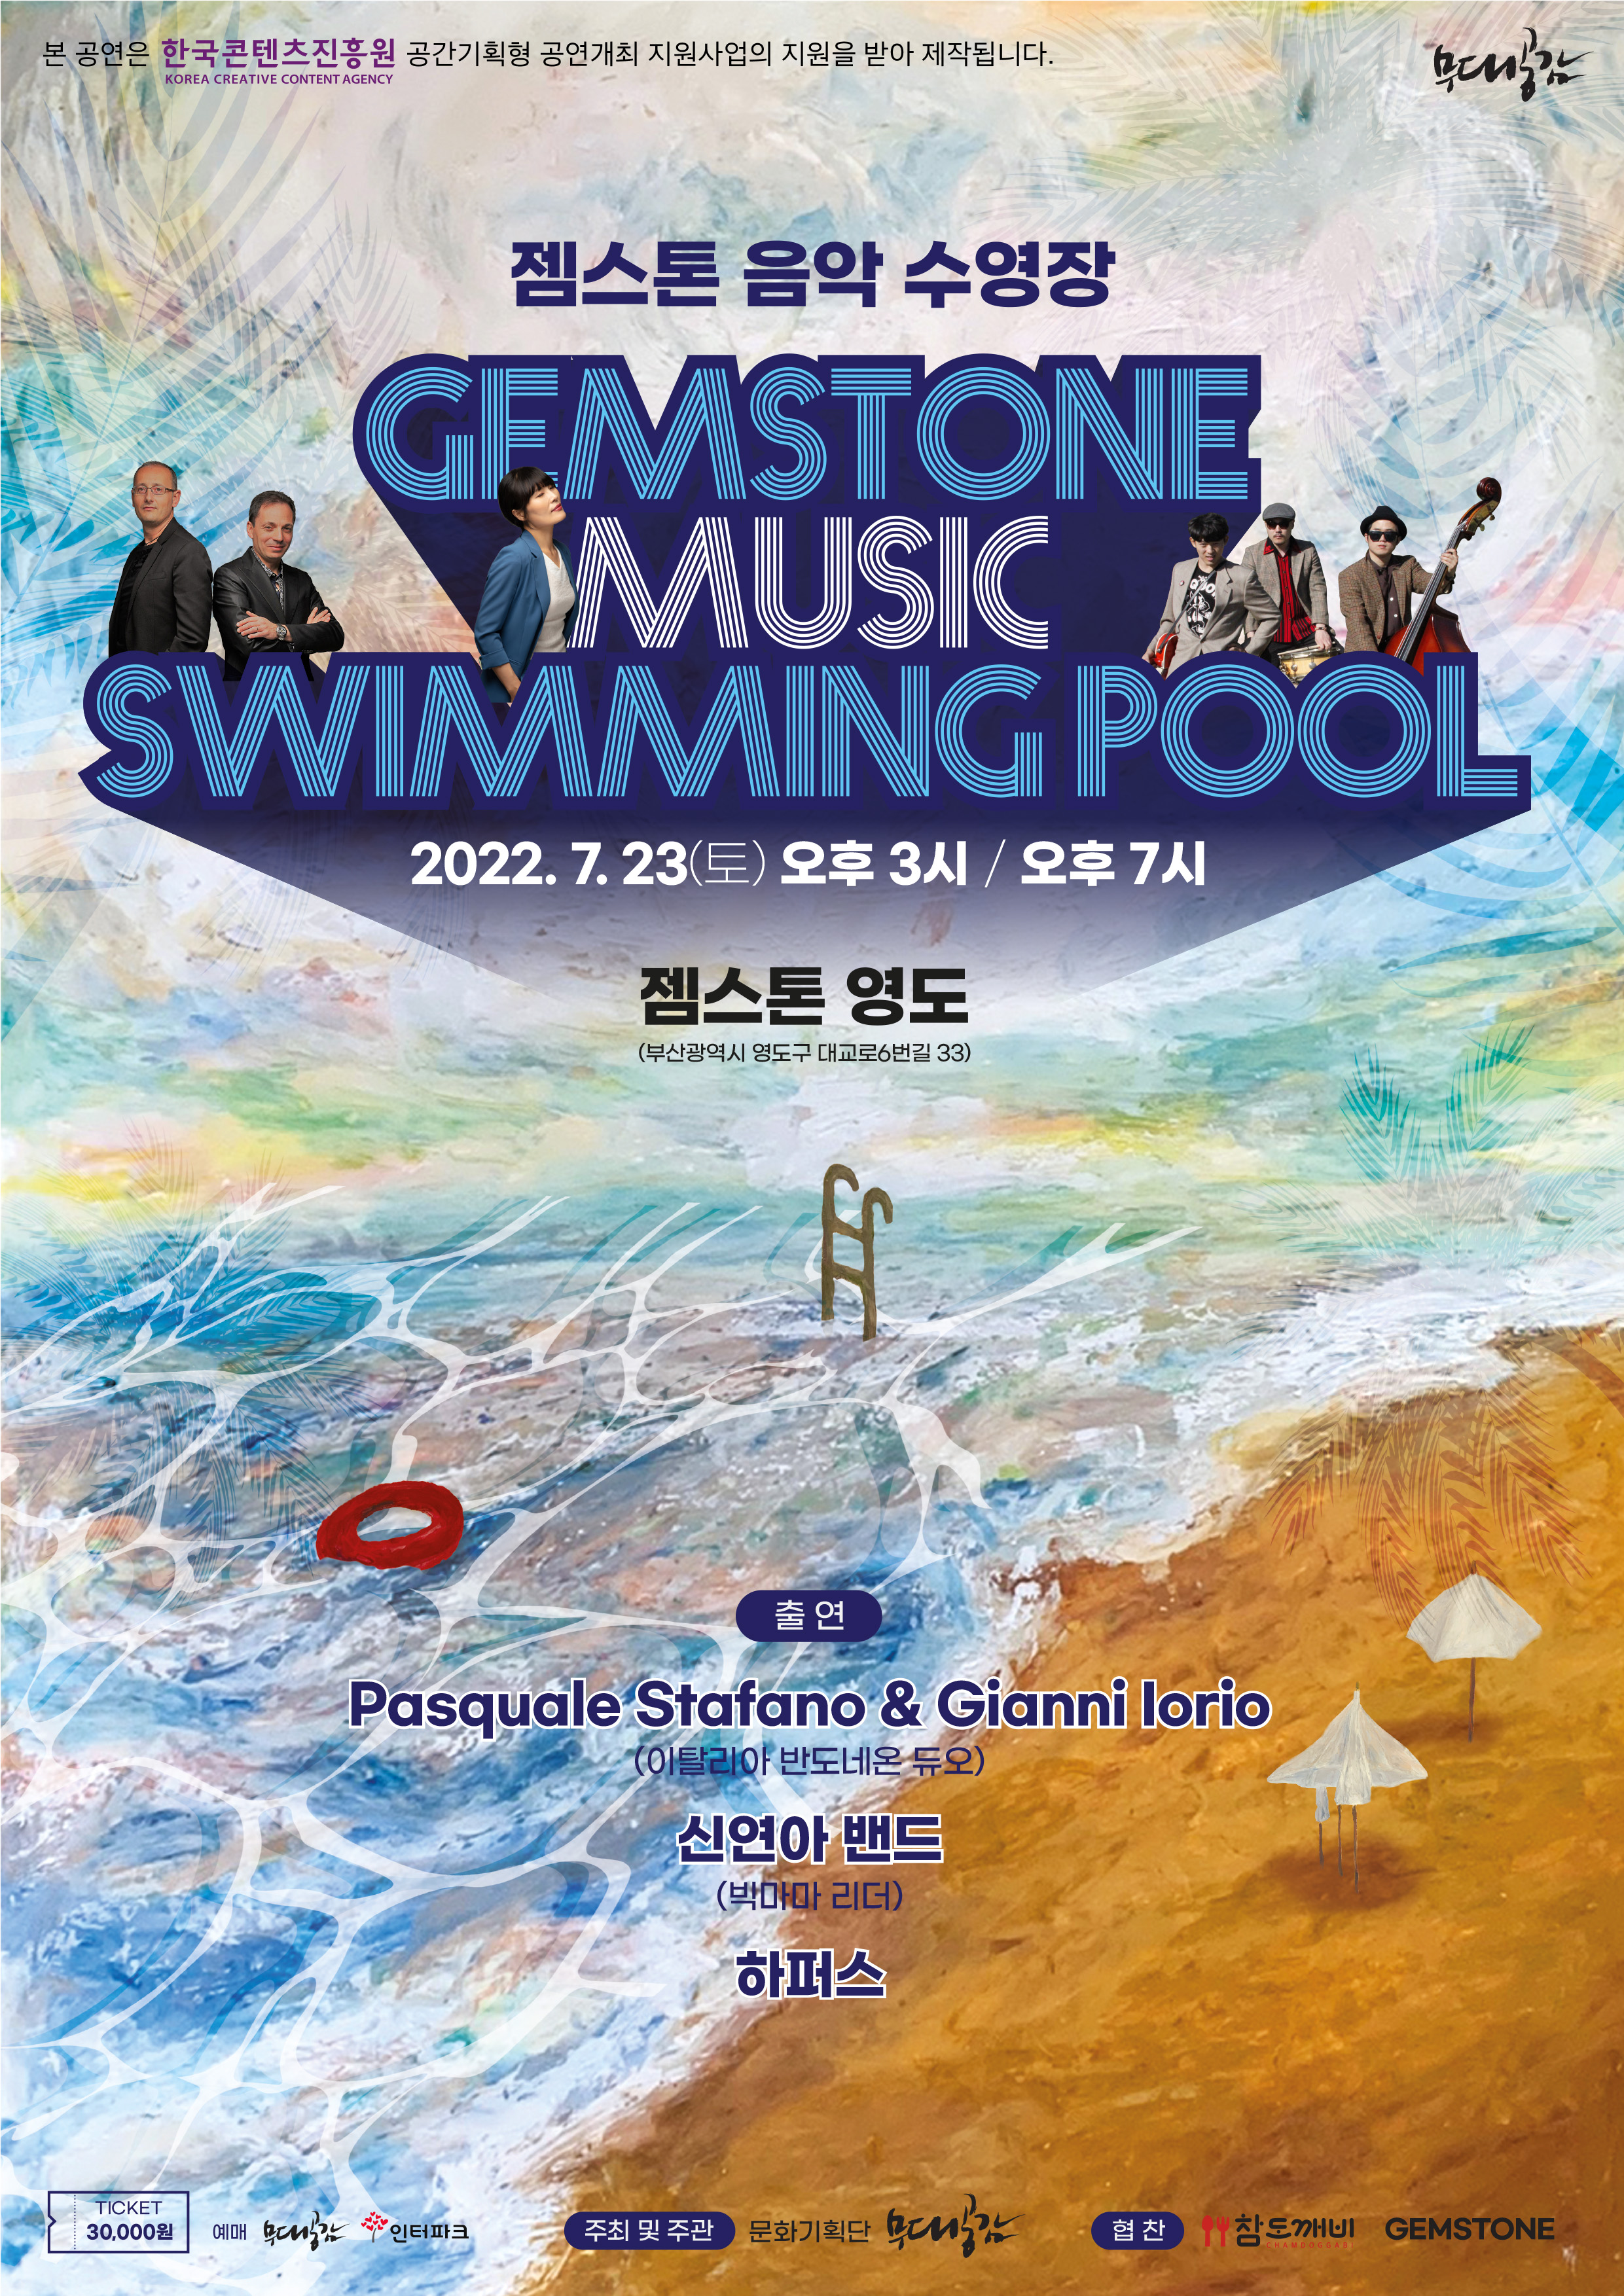 본 공연은 한국콘텐츠진흥원 공간기획형 공연개최 지원사업의 지원을 받아 제작됩니다.
KOREA CREATIVE CONTENT AGENCY
무대공감
젬스톤 음악 수영장
GEMSTONE
MUSIC
SWIMMING POOL
2022. 7. 23(토) 오후 3시 / 오후 7시
젬스톤 영도
(부산광역시 영도구 대교로6번길 33)
출 연
Pasquale Stafano & Gianni Iorio
(이탈리아 반도네온 듀오)
신연아 밴드
(빅마마 리더)
하퍼스
TICKET
30,000원
예매 무대공감 인터파크
주최 및 주관 문화기획단 무대공감
협 찬 참도깨비 GEMSTONE
CHAMDOGGABI